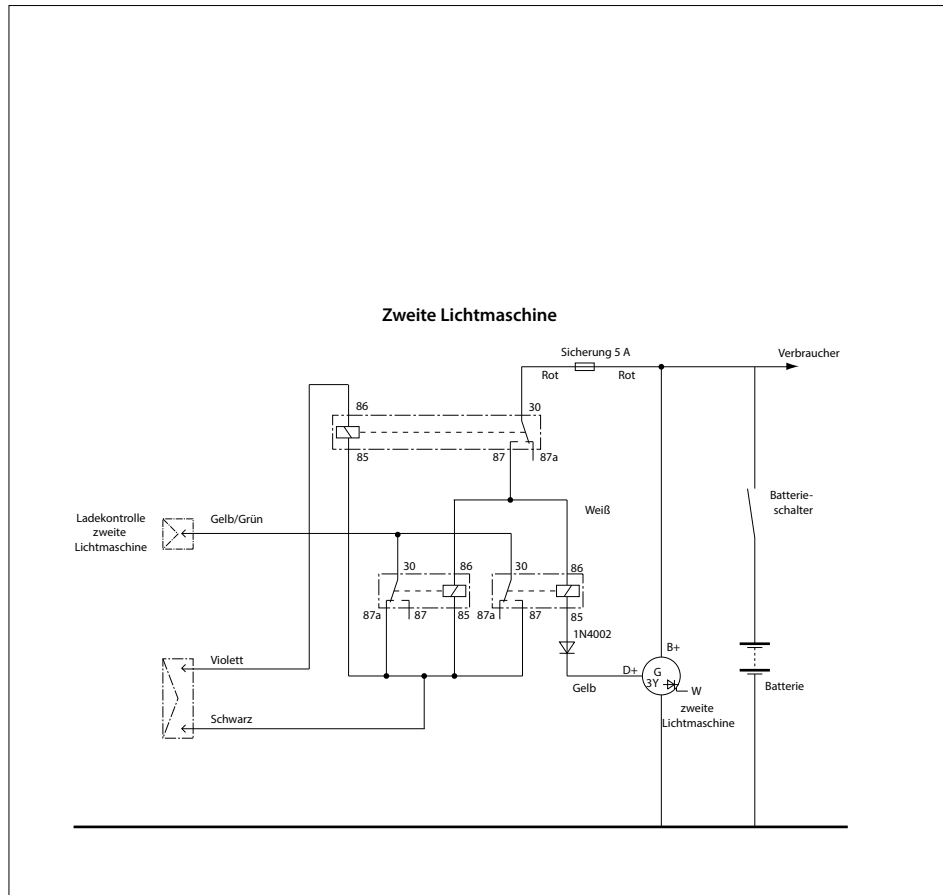 Zweite Lichtmaschine
Sicherung 5 A
Verbraucher
Rot
Rot
86
30
85
87
87a
Batterie-
schalter
Weiß
Ladekontrolle
zweite
Lichtmaschine
Gelb/Grün
30
86
30
86
87a
87
85
87a
87
85
1N4002
Violett
B+
D+
G
3Y
W
Gelb
Batterie
zweite
Lichtmaschine
Schwarz